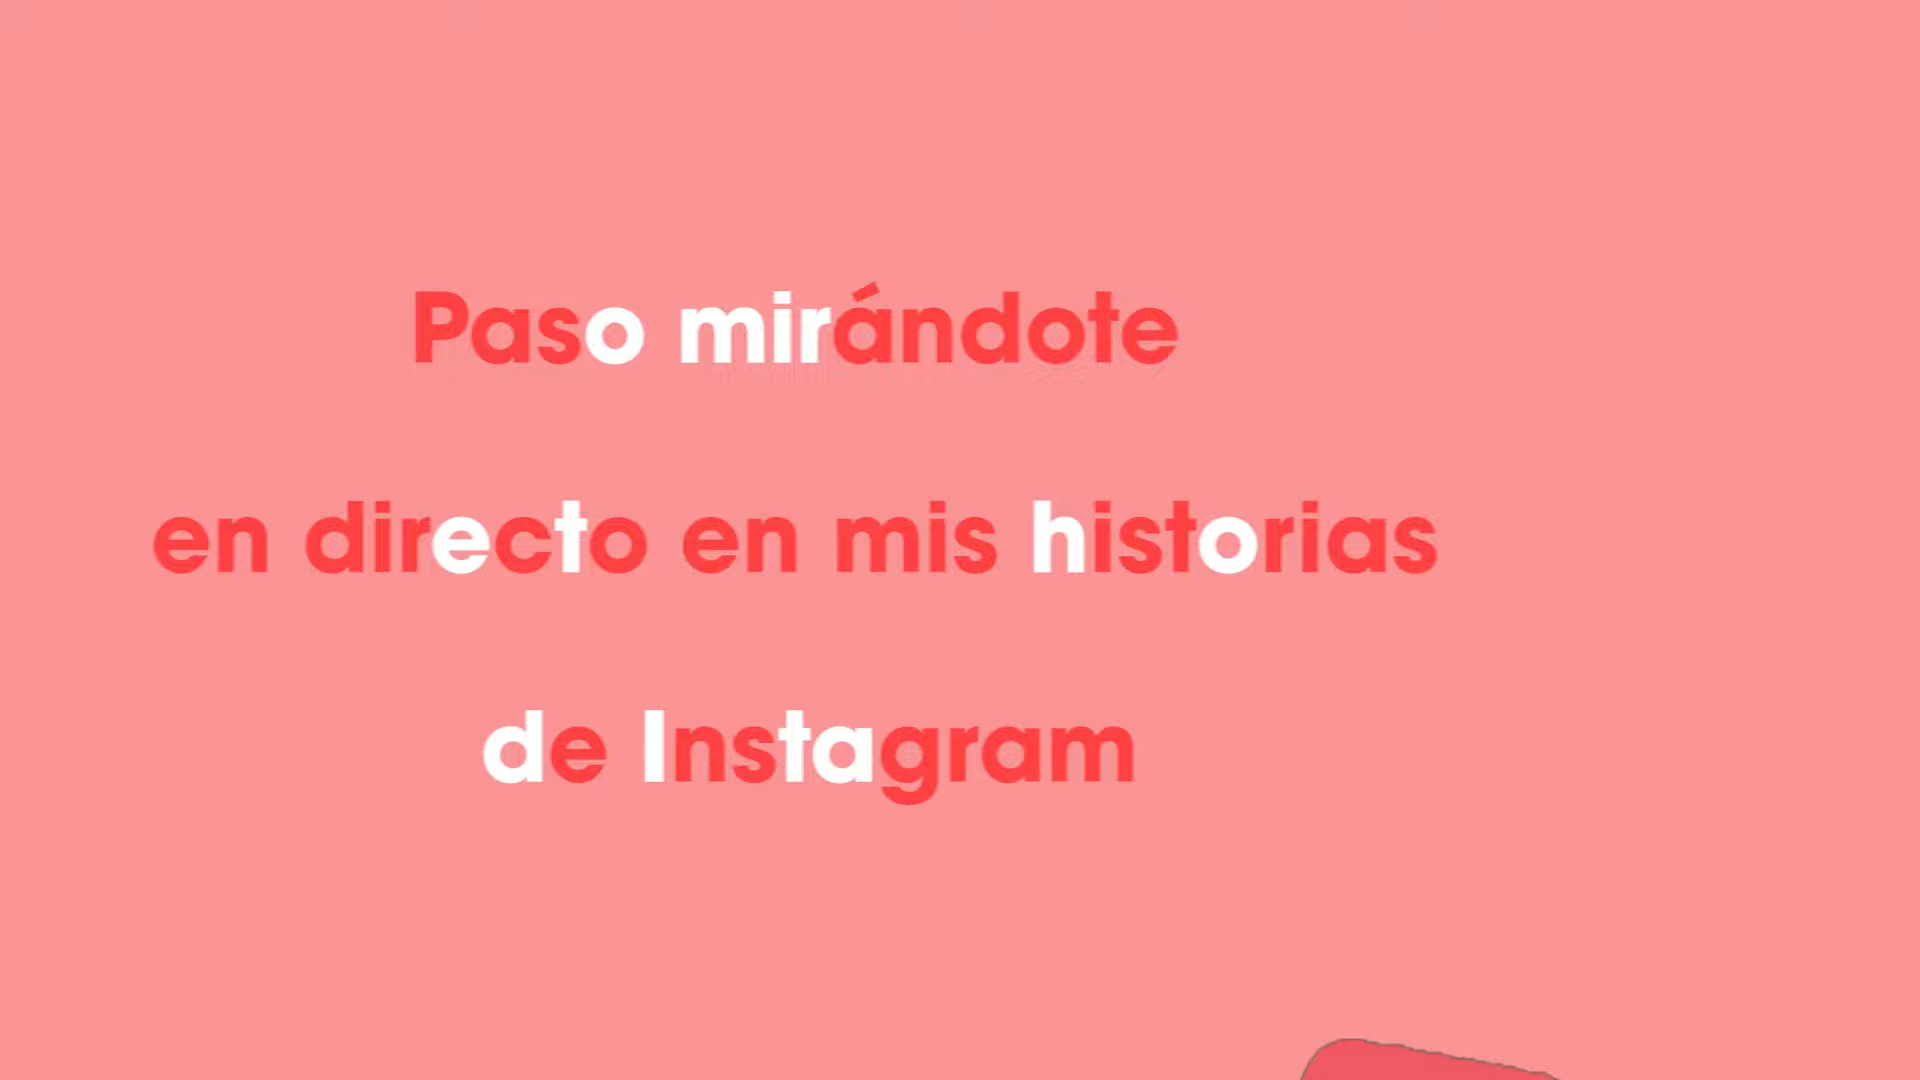 Paso mirándote
en directo en mis historias
de Instagram